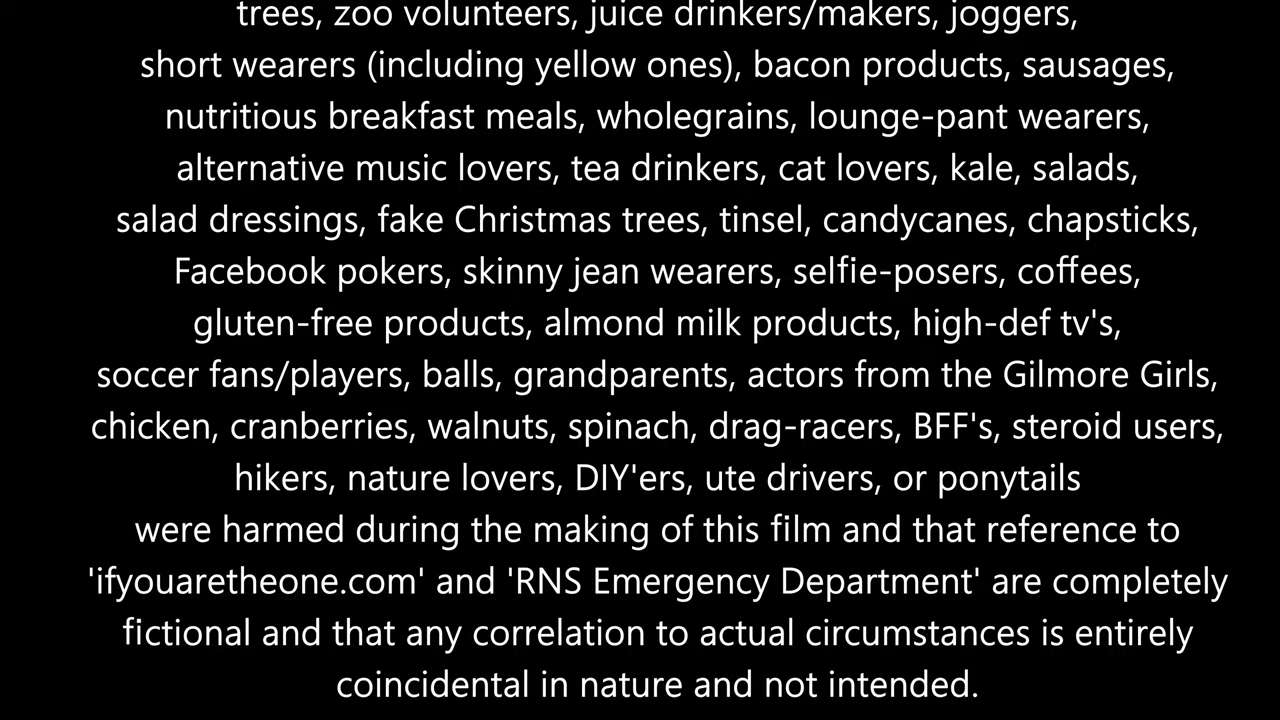 trees, zoo volunteers, juice drinkers/makers, joggers,
short wearers (including yellow ones), bacon products, sausages,
nutritious breakfast meals, wholegrains, lounge-pant wearers,
alternative music lovers, tea drinkers, cat lovers, kale, salads,
salad dressings, fake Christmas trees, tinsel, candycanes, chapsticks,
Facebook pokers, skinny jean wearers, selfie-posers, coffees,
gluten-free products, almond milk products, high-def tv's,
soccer fans/players, balls, grandparents, actors from the Gilmore Girls,
chicken, cranberries, walnuts, spinach, drag-racers, BFF's, steroid users,
hikers, nature lovers, DIY'ers, ute drivers, or ponytails
were harmed during the making of this film and that reference to
'ifyouaretheone.com' and 'RNS Emergency Department' are completely
fictional and that any correlation to actual circumstances is entirely
coincidental in nature and not intended.